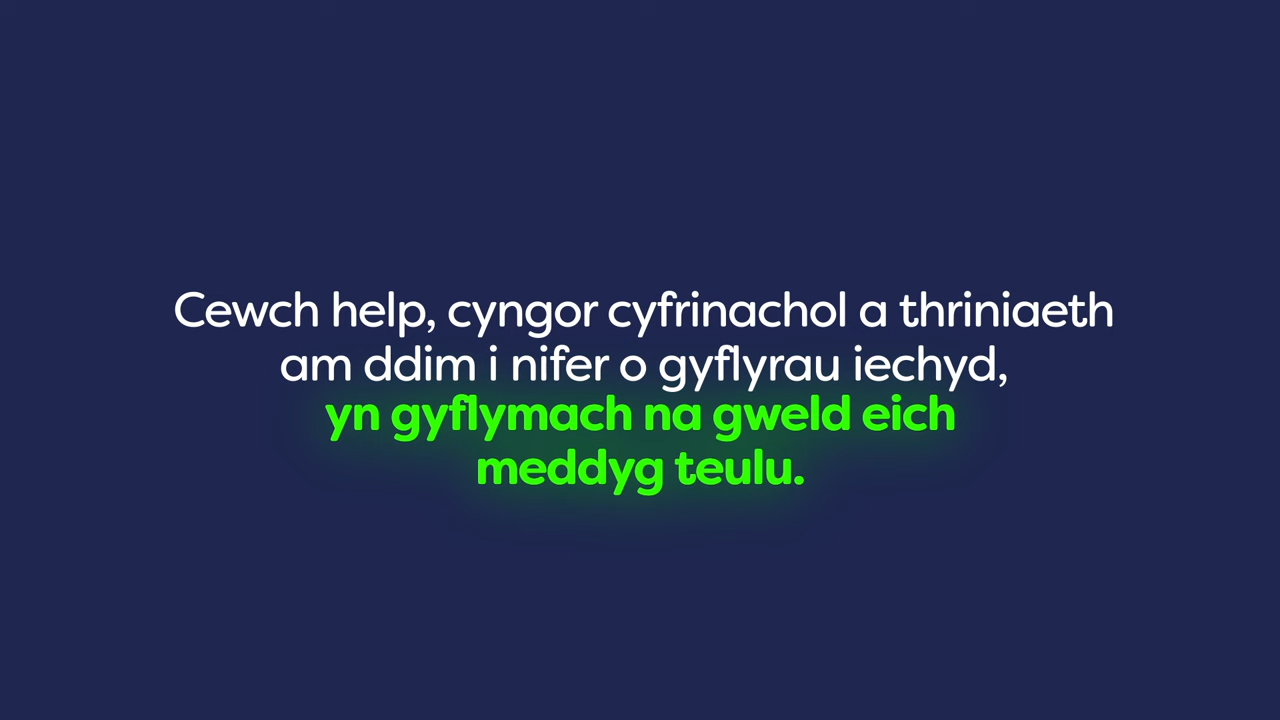 Cewch help, cyngor cyfrinachol a thriniaeth
am ddim i nifer o gyflyrau iechyd,
yn gyflymach na gweld eich
meddyg teulu.